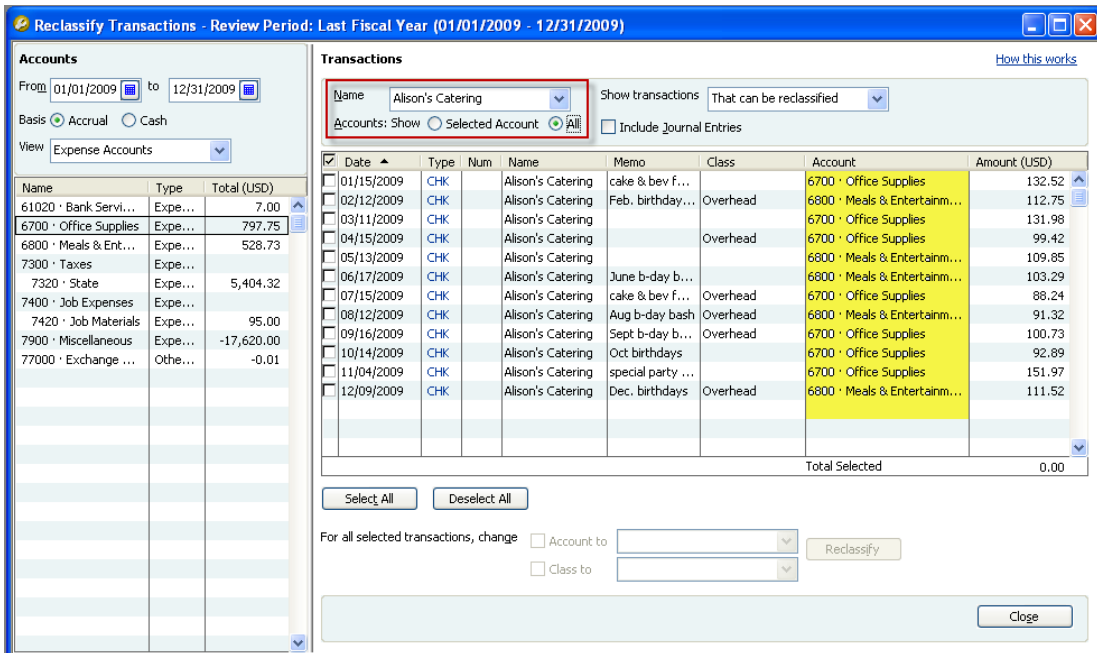 Reclassify Transactions - Review Period: Last Fiscal Year (01/01/2009 - 12/31/2009)
Accounts
From 01/01/2009 to 12/31/2009
Basis Accrual Cash
View Expense Accounts
Name Type Total (USD)
61020 · Bank Servi... Expe... 7.00
6700 · Office Supplies Expe... 797.75
6800 · Meals & Ent... Expe... 528.73
7300 · Taxes Expe...
7320 · State Expe... 5,404.32
7400 · Job Expenses Expe...
7420 · Job Materials Expe... 95.00
7900 · Miscellaneous Expe... -17,620.00
77000 · Exchange ... Othe... -0.01
Transactions How this works
Name Alison's Catering Show transactions That can be reclassified
Accounts: Show Selected Account All Include Journal Entries
Date Type Num Name Memo Class Account Amount (USD)
01/15/2009 CHK Alison's Catering cake & bev f... 6700 · Office Supplies 132.52
02/12/2009 CHK Alison's Catering Feb. birthday... Overhead 6800 · Meals & Entertainm... 112.75
03/11/2009 CHK Alison's Catering 6700 · Office Supplies 131.98
04/15/2009 CHK Alison's Catering Overhead 6700 · Office Supplies 99.42
05/13/2009 CHK Alison's Catering 6800 · Meals & Entertainm... 109.85
06/17/2009 CHK Alison's Catering June b-day b... 6800 · Meals & Entertainm... 103.29
07/15/2009 CHK Alison's Catering cake & bev f... Overhead 6700 · Office Supplies 88.24
08/12/2009 CHK Alison's Catering Aug b-day bash Overhead 6800 · Meals & Entertainm... 91.32
09/16/2009 CHK Alison's Catering Sept b-day b... Overhead 6700 · Office Supplies 100.73
10/14/2009 CHK Alison's Catering Oct birthdays 6700 · Office Supplies 92.89
11/04/2009 CHK Alison's Catering special party ... 6700 · Office Supplies 151.97
12/09/2009 CHK Alison's Catering Dec. birthdays Overhead 6800 · Meals & Entertainm... 111.52
Total Selected 0.00
Select All Deselect All
For all selected transactions, change Account to Reclassify
Class to
Close